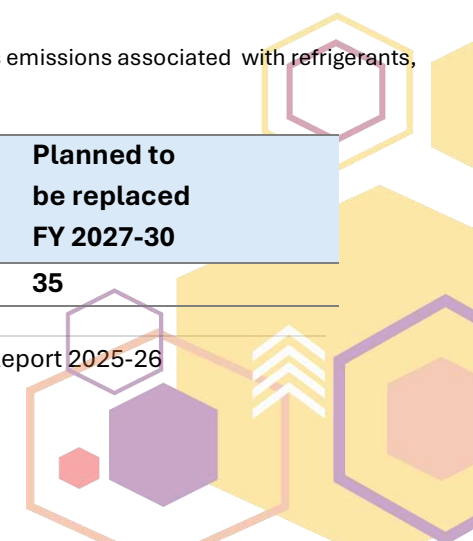 emissions associated with refrigerants,
Planned to
be replaced
FY 2027-30
35
eport 2025-26